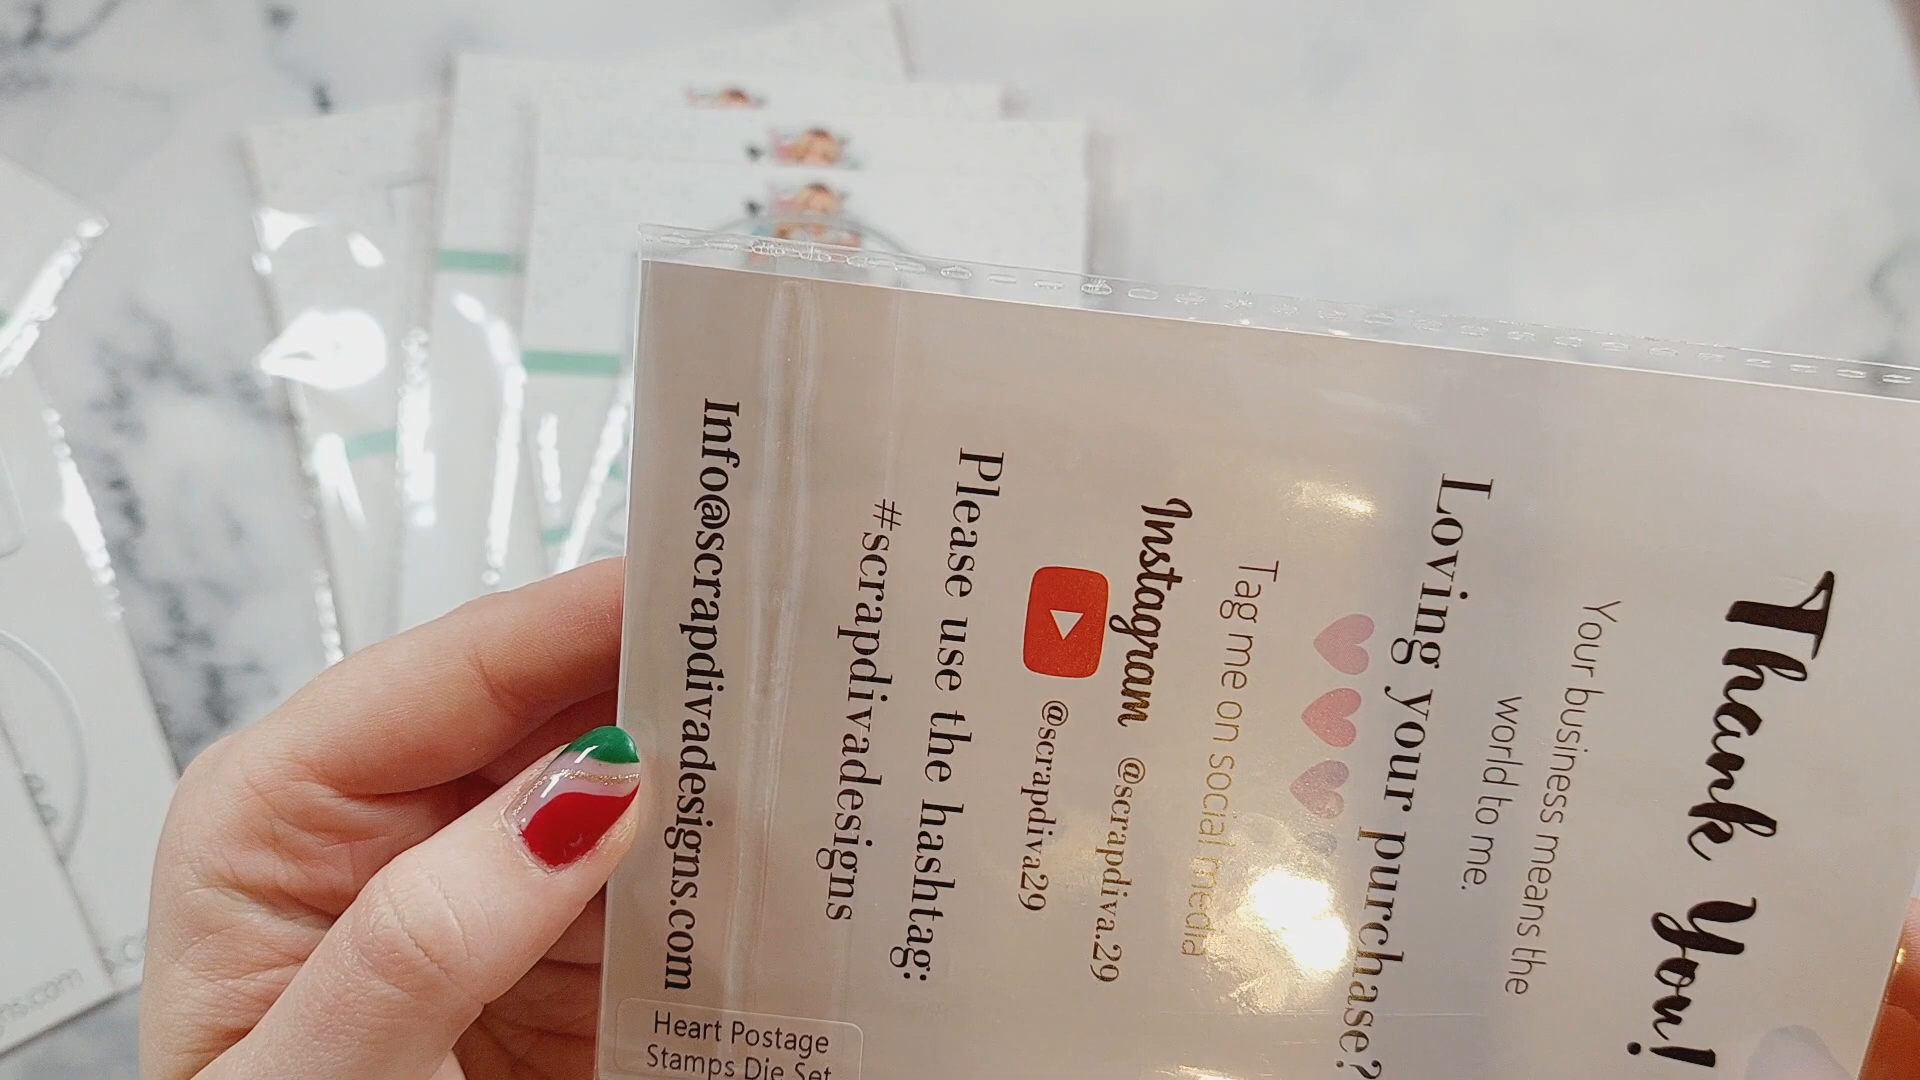 Thank You!
Your business means the
world to me.
Loving your purchase?
Tag me on social media
Instagram @scrapdiva.29
@scrapdiva29
Please use the hashtag:
#scrapdivadesigns
Info@scrapdivadesigns.com
Heart Postage
Stamps Die Set